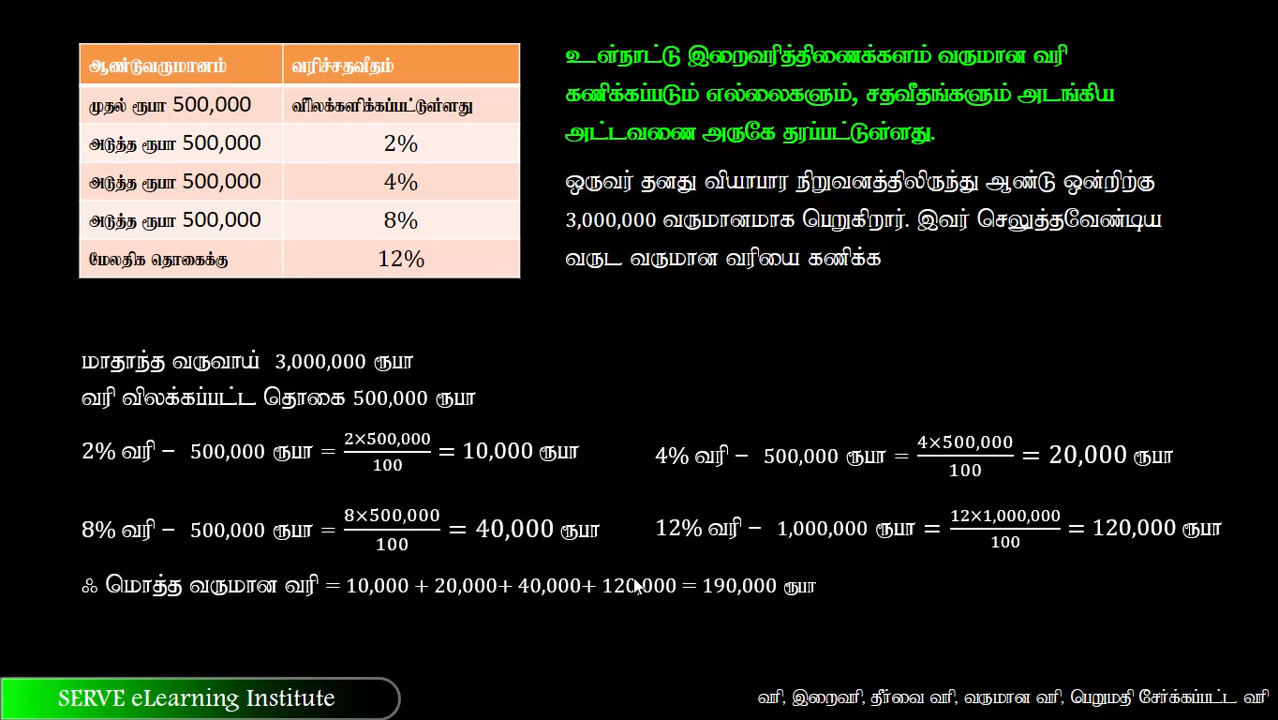 ஆண்டுவருமானம் வரிச்சதவீதம்
முதல் ரூபா 500,000 விலக்களிக்கப்பட்டுள்ளது
அடுத்த ரூபா 500,000 2%
அடுத்த ரூபா 500,000 4%
அடுத்த ரூபா 500,000 8%
மேலதிக தொகைக்கு 12%
உள்நாட்டு இறைவரித்திணைக்களம் வருமான வரி
கணிக்கப்படும் எல்லைகளும், சதவீதங்களும் அடங்கிய
அட்டவணை அருகே தரப்பட்டுள்ளது.
ஒருவர் தனது வியாபார நிறுவனத்திலிருந்து ஆண்டு ஒன்றிற்கு
3,000,000 வருமானமாக பெறுகிறார். இவர் செலுத்தவேண்டிய
வருட வருமான வரியை கணிக்க
மாதாந்த வருவாய் 3,000,000 ரூபா
வரி விலக்கப்பட்ட தொகை 500,000 ரூபா
2% வரி − 500,000 ரூபா = 2×500,000/100 = 10,000 ரூபா
4% வரி − 500,000 ரூபா = 4×500,000/100 = 20,000 ரூபா
8% வரி − 500,000 ரூபா = 8×500,000/100 = 40,000 ரூபா
12% வரி − 1,000,000 ரூபா = 12×1,000,000/100 = 120,000 ரூபா
ஃ மொத்த வருமான வரி = 10,000 + 20,000+ 40,000+ 120,000 = 190,000 ரூபா
SERVE eLearning Institute
வரி, இறைவரி, தீர்வை வரி, வருமான வரி, பெறுமதி சேர்க்கப்பட்ட வரி